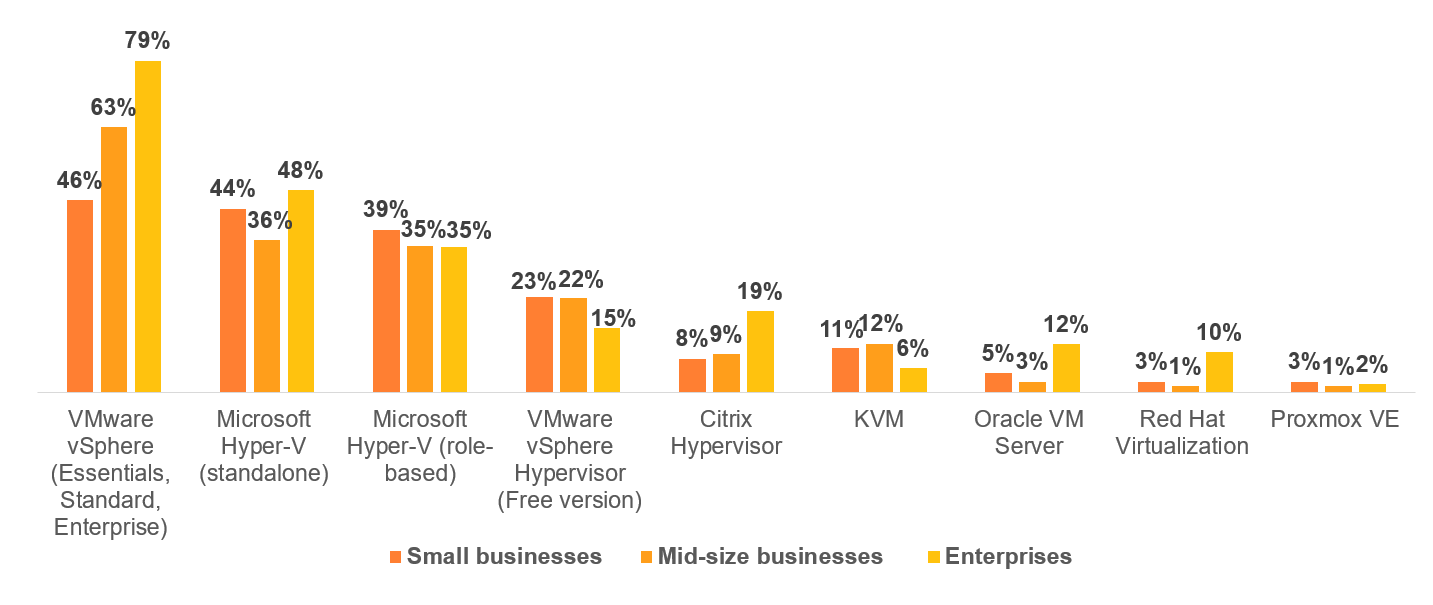 79%
63%
46%
44%
36%
48%
39%
35%
35%
23%
22%
15%
8%
9%
19%
11%
12%
6%
5%
3%
12%
3%
1%
10%
3%
1%
2%
VMware
vSphere
(Essentials,
Standard,
Enterprise)
Microsoft
Hyper-V
(standalone)
Microsoft
Hyper-V (role-
based)
VMware
vSphere
Hypervisor
(Free version)
Citrix
Hypervisor
KVM
Oracle VM
Server
Red Hat
Virtualization
Proxmox VE
Small businesses
Mid-size businesses
Enterprises